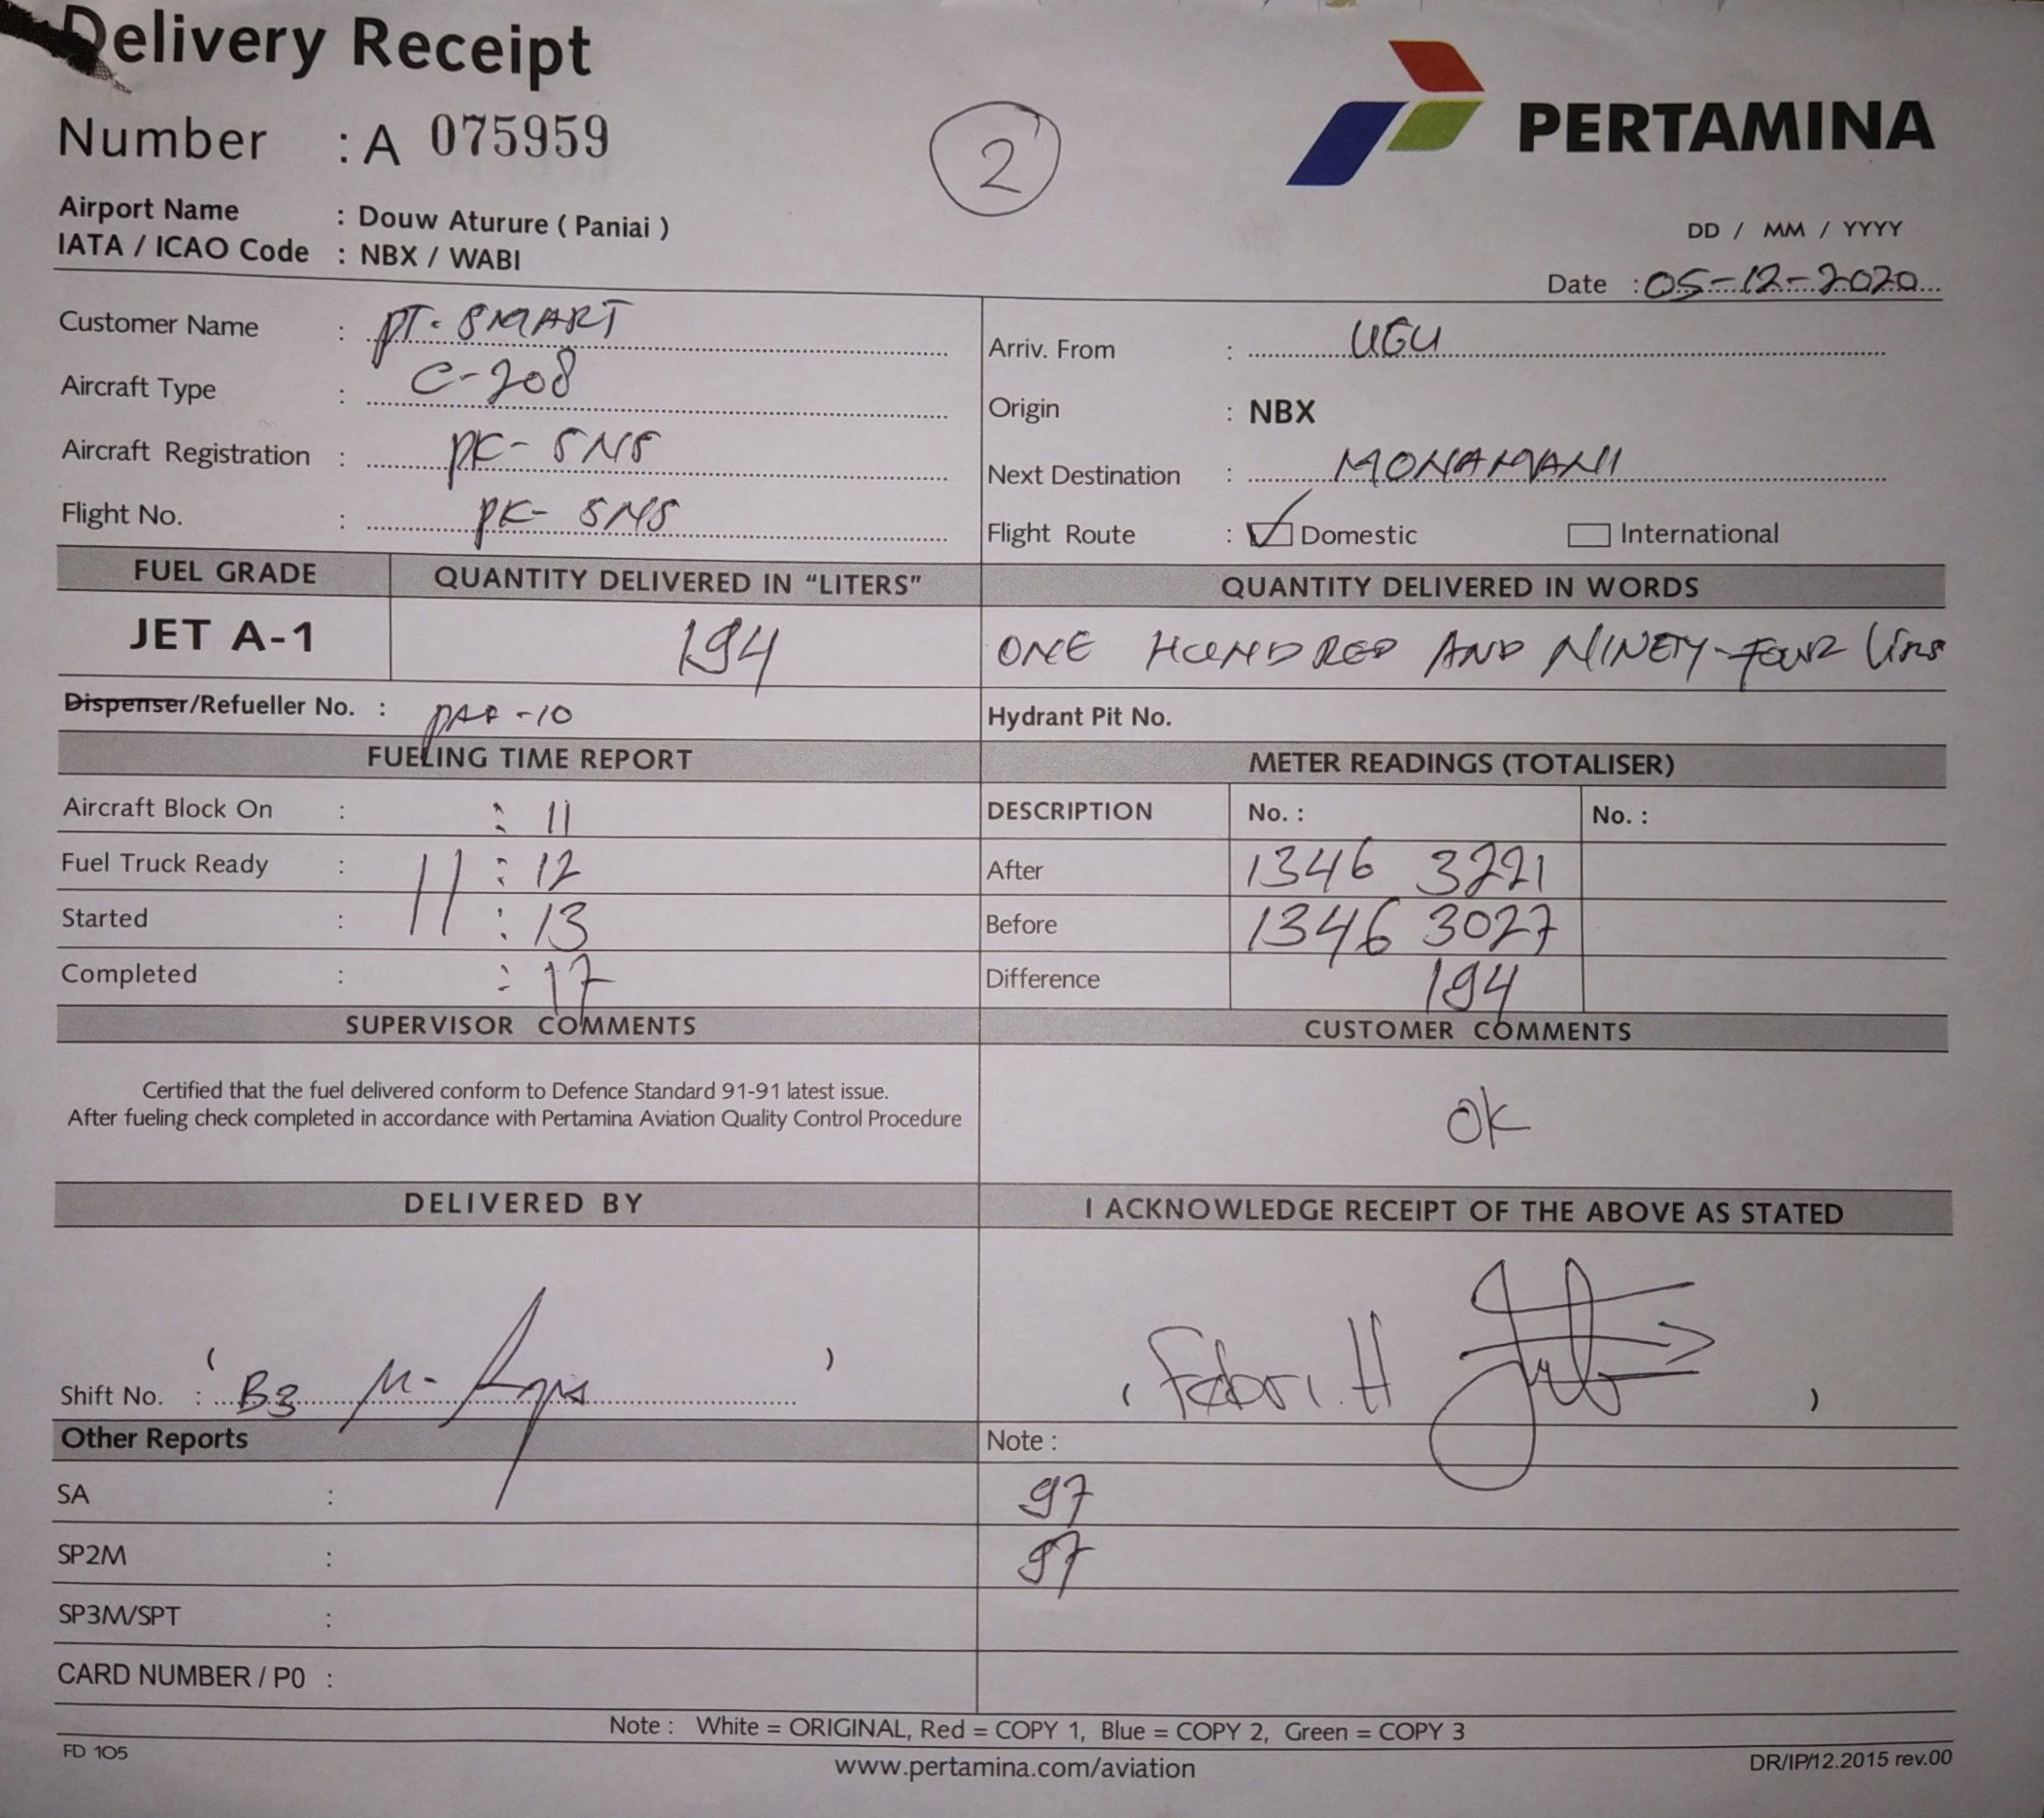 Delivery Receipt
Number : A 075959
2
PERTAMINA
Airport Name : Douw Aturure ( Paniai )
IATA / ICAO Code : NBX / WABI
DD / MM / YYYY
Date : 05-12-2020
Customer Name : PT. SMART
Aircraft Type : C-208
Aircraft Registration : PK-SNS
Flight No. : PK-SNS
Arriv. From : UGU
Origin : NBX
Next Destination : MONAMANI
Flight Route : Domestic International
FUEL GRADE QUANTITY DELIVERED IN “LITERS” QUANTITY DELIVERED IN WORDS
JET A-1 194 ONE HUNDRED AND NINETY-FOUR
Dispenser/Refueller No. : -10 Hydrant Pit No.
FUELING TIME REPORT
Aircraft Block On : : 11
Fuel Truck Ready : 11 : 12
Started : : 13
Completed : : 17
METER READINGS (TOTALISER)
DESCRIPTION No. : No. :
After 1346 3221
Before 1346 3027
Difference 194
SUPERVISOR COMMENTS
Certified that the fuel delivered conform to Defence Standard 91-91 latest issue.
After fueling check completed in accordance with Pertamina Aviation Quality Control Procedure
CUSTOMER COMMENTS
OK
DELIVERED BY
( )
Shift No. : B3 M.
I ACKNOWLEDGE RECEIPT OF THE ABOVE AS STATED
( Febri. H )
Other Reports Note :
SA : 97
SP2M : 97
SP3M/SPT :
CARD NUMBER / P0 :
Note : White = ORIGINAL, Red = COPY 1, Blue = COPY 2, Green = COPY 3
FD 105
www.pertamina.com/aviation
DR/IP/12.2015 rev.00